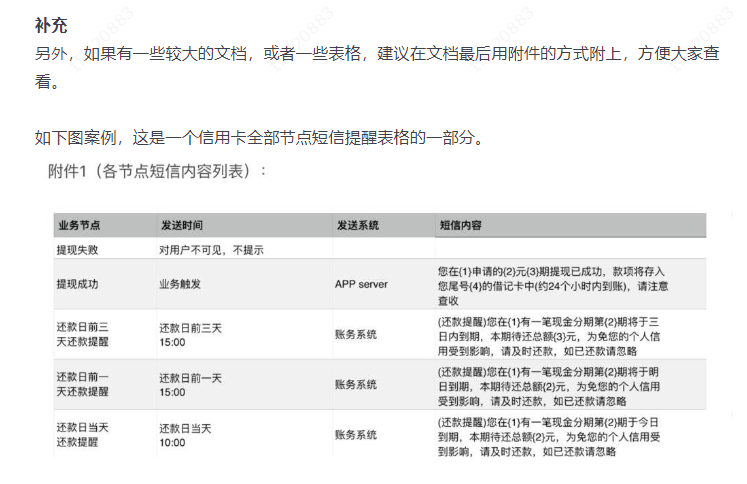 补充
另外，如果有一些较大的文档，或者一些表格，建议在文档最后用附件的方式附上，方便大家查
看。
如下图案例，这是一个信用卡全部节点短信提醒表格的一部分。
附件1（各节点短信内容列表）：
业务节点 发送时间 发送系统 短信内容
提现失败 对用户不可见，不提示
提现成功 业务触发 APP server
您在{1}申请的{2}元{3}期提现已成功，款项将存入
您尾号{4}的借记卡中(约24个小时内到账)，请注意
查收
还款日前三
天还款提醒
还款日前三天
15:00
账务系统
(还款提醒)您在{1}有一笔现金分期第{2}期将于三
日内到期，本期待还总额{3}元，为免您的个人信
用受到影响，请及时还款，如已还款请忽略
还款日前一
天还款提醒
还款日前一天
15:00
账务系统
(还款提醒)您在{1}有一笔现金分期第{2}期将于明
日到期，本期待还总额{2}元，为免您的个人信用
受到影响，请及时还款，如已还款请忽略
还款日当天
还款提醒
还款日当天
10:00
账务系统
(还款提醒)您在{1}有一笔现金分期第{2}期于今日
到期，本期待还总额{2}元，为免您的个人信用受
到影响，请及时还款，如已还款请忽略